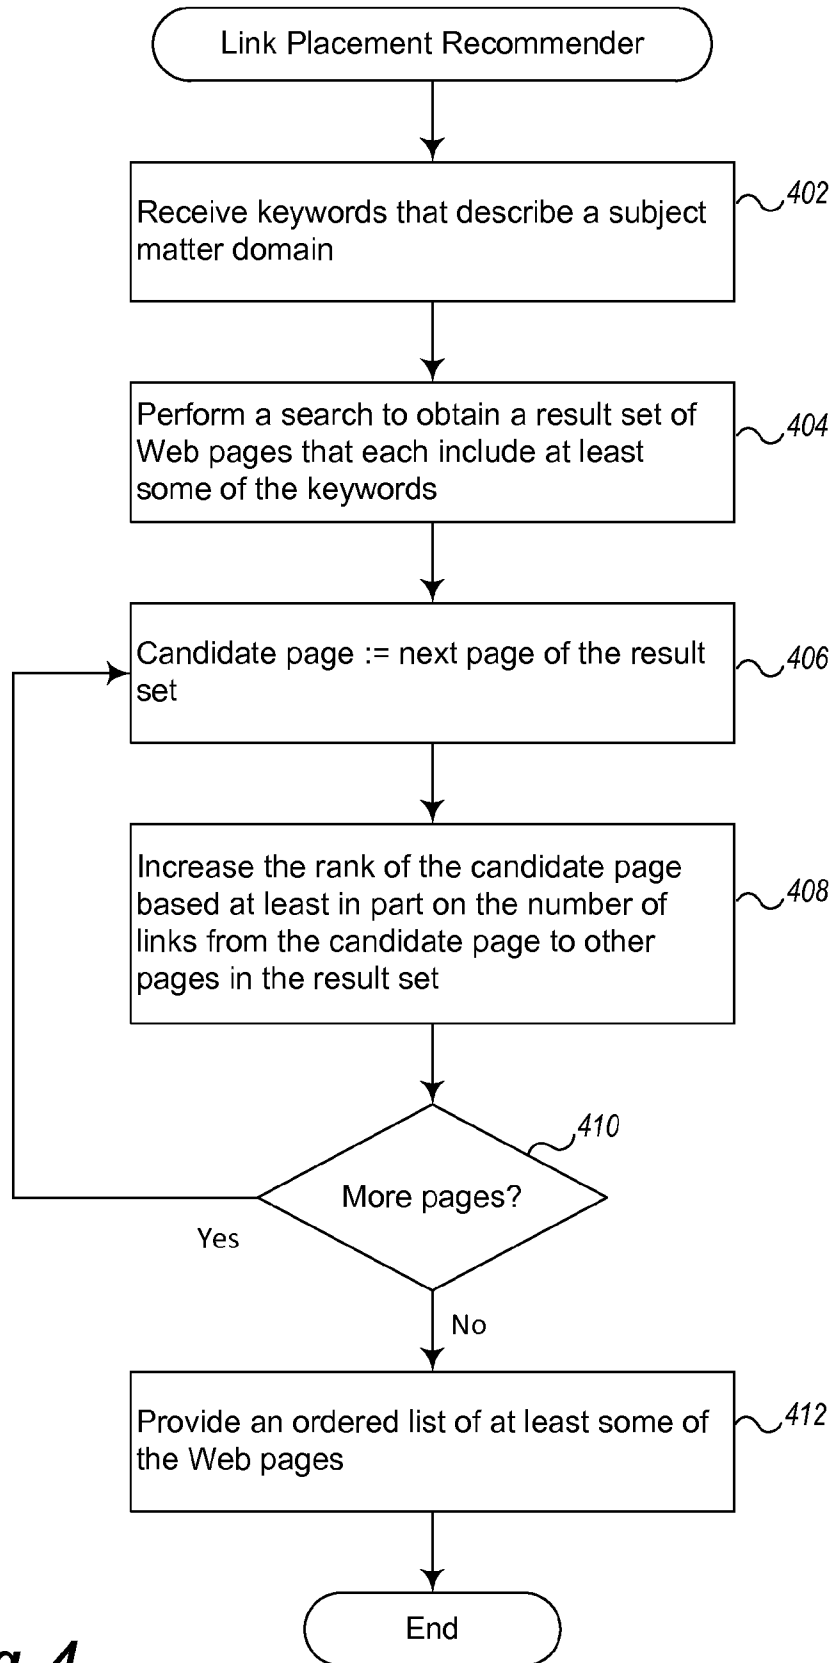 Link Placement Recommender
Receive keywords that describe a subject
matter domain
402
Perform a search to obtain a result set of
Web pages that each include at least
some of the keywords
404
Candidate page := next page of the result
set
406
Increase the rank of the candidate page
based at least in part on the number of
links from the candidate page to other
pages in the result set
408
More pages?
410
Yes
No
Provide an ordered list of at least some of
the Web pages
412
End
4